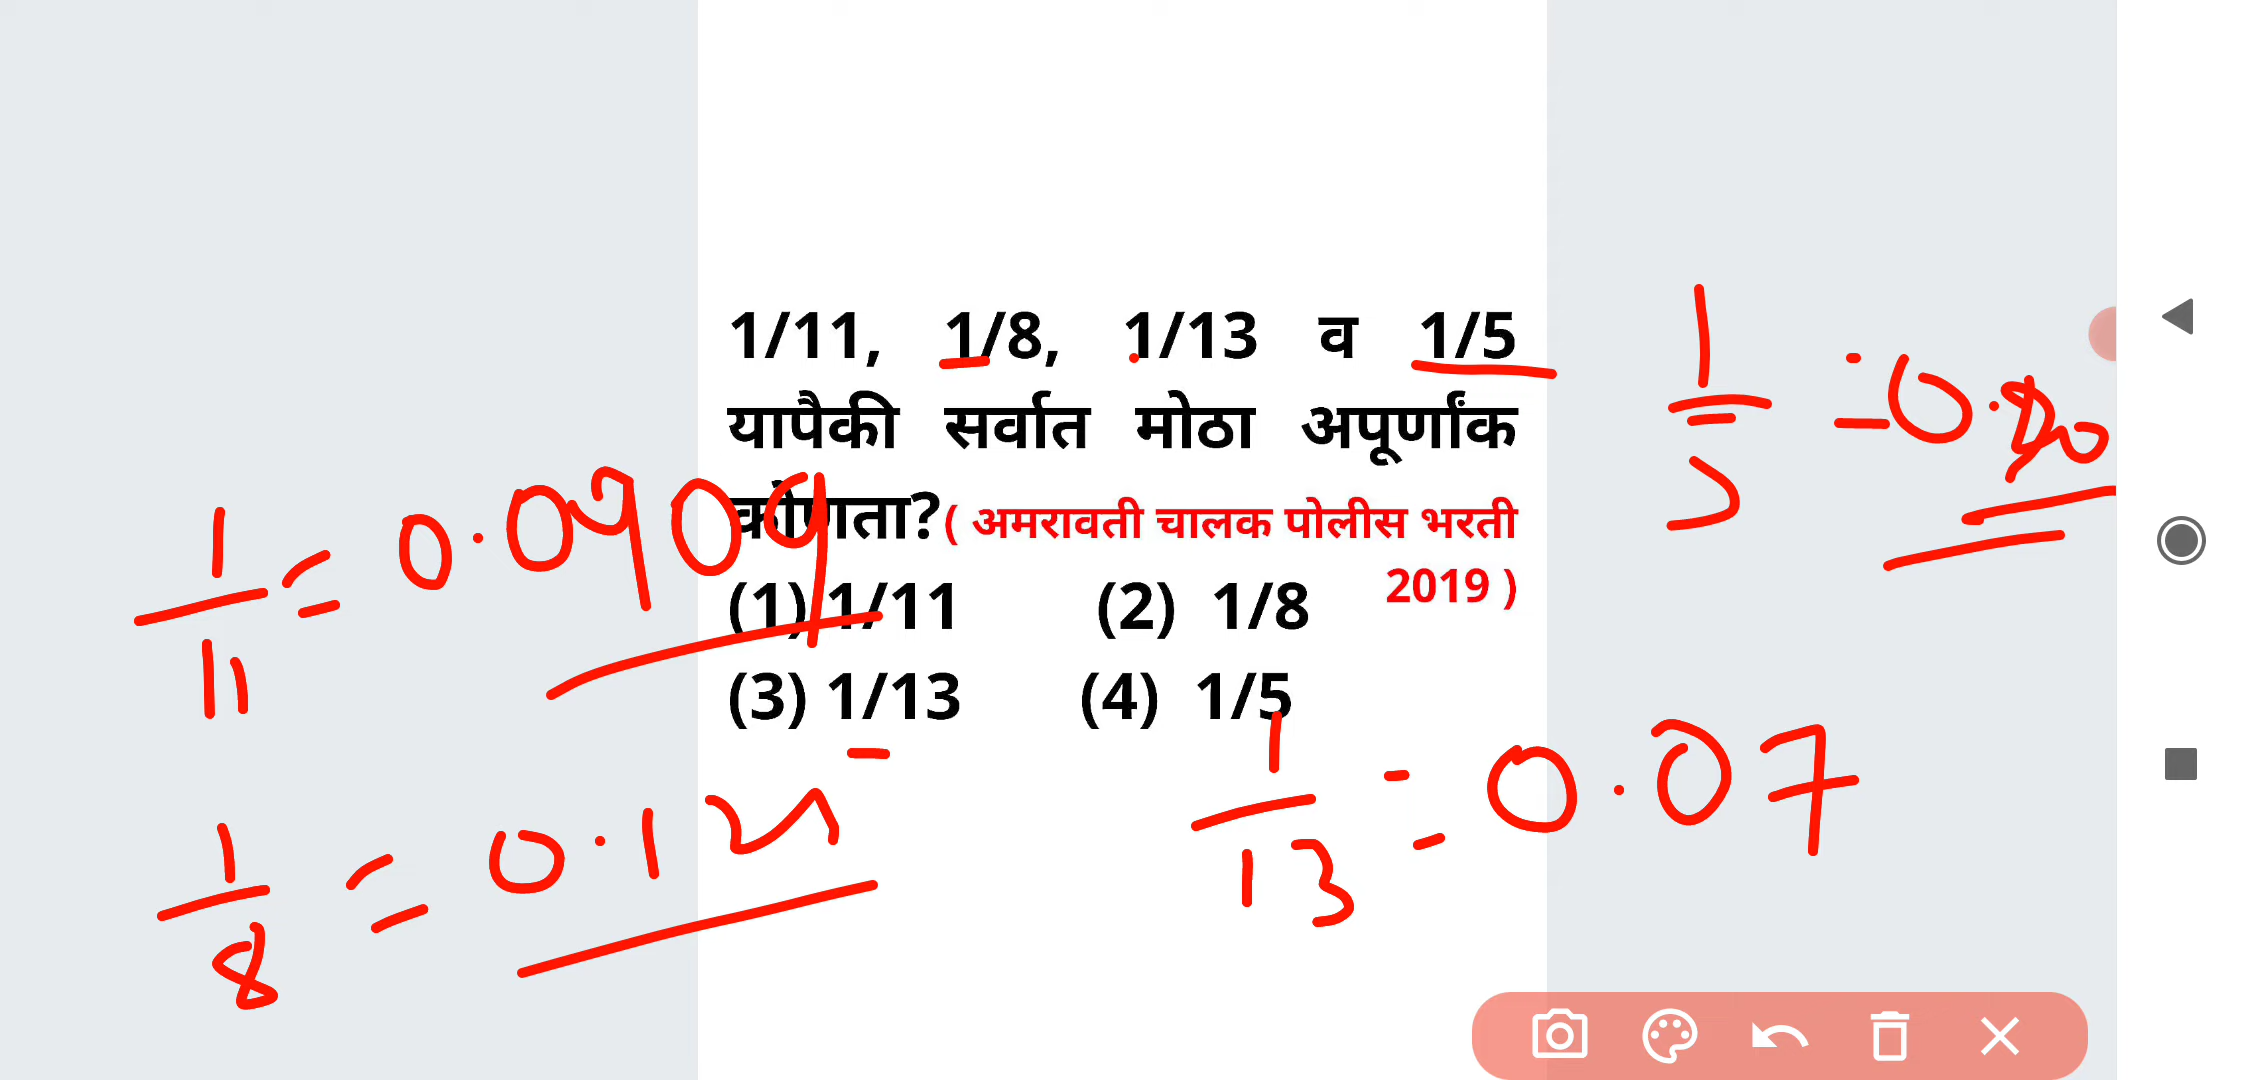 1/11, 1/8, 1/13 व 1/5
यापैकी सर्वात मोठा अपूर्णांक
कोणता? ( अमरावती चालक पोलीस भरती
2019 )
(1) 1/11 (2) 1/8
(3) 1/13 (4) 1/5
1/11 = 0.0909
1/8 = 0.12
1/13 = 0.07
1/5 = 0.20